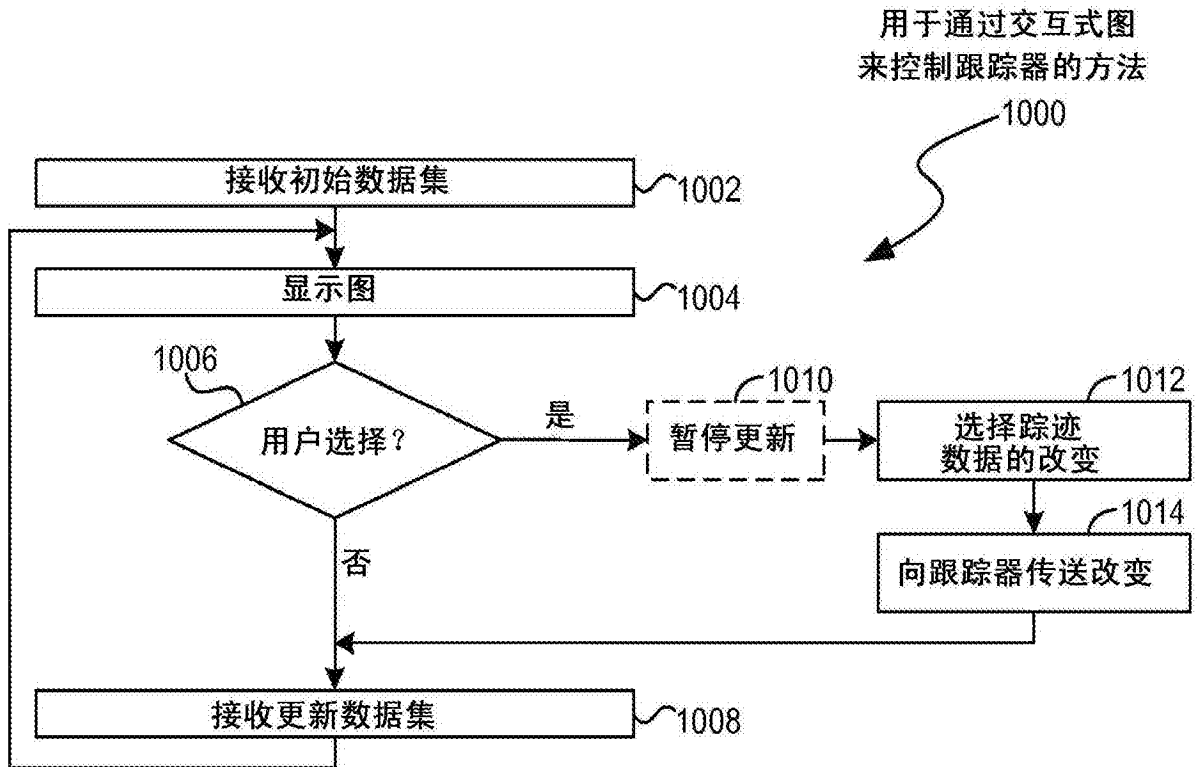 用于通过交互式图
来控制跟踪器的方法
1000
接收初始数据集
1002
显示图
1004
1006
用户选择？
是
1010
暂停更新
1012
选择踪迹
数据的改变
1014
向跟踪器传送改变
否
接收更新数据集
1008